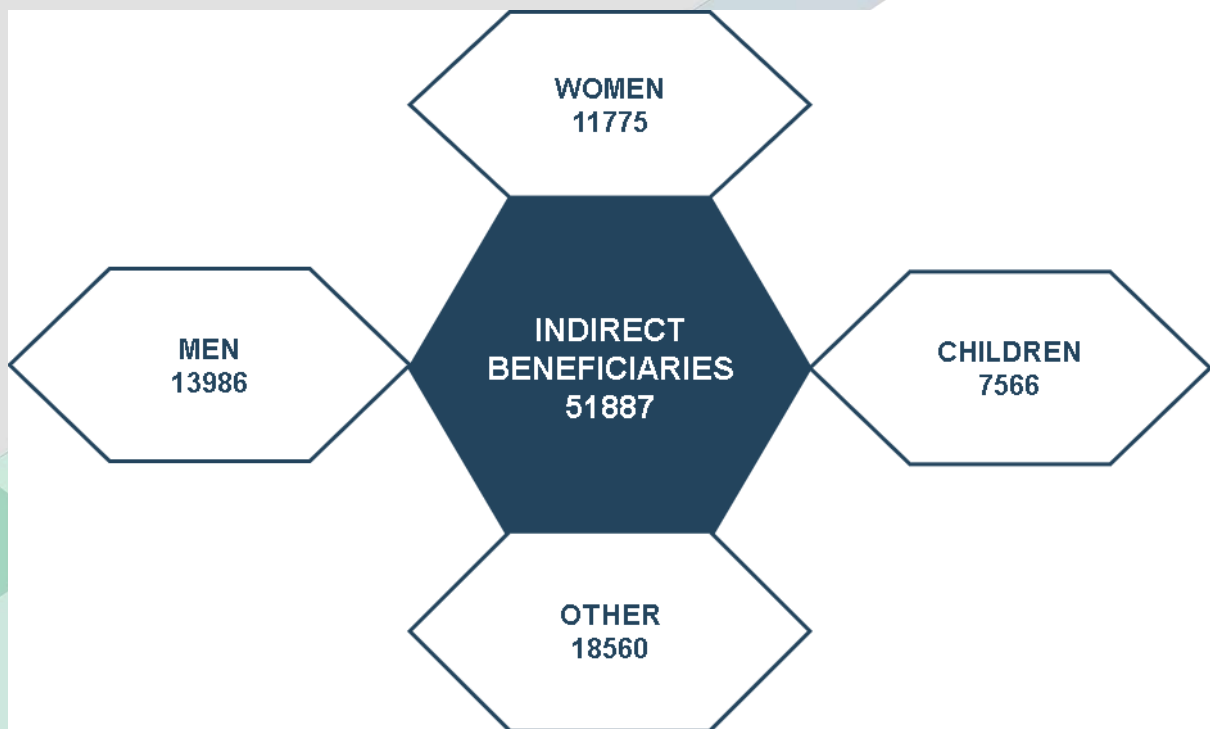 WOMEN
11775
MEN
13986
INDIRECT
BENEFICIARIES
51887
CHILDREN
7566
OTHER
18560